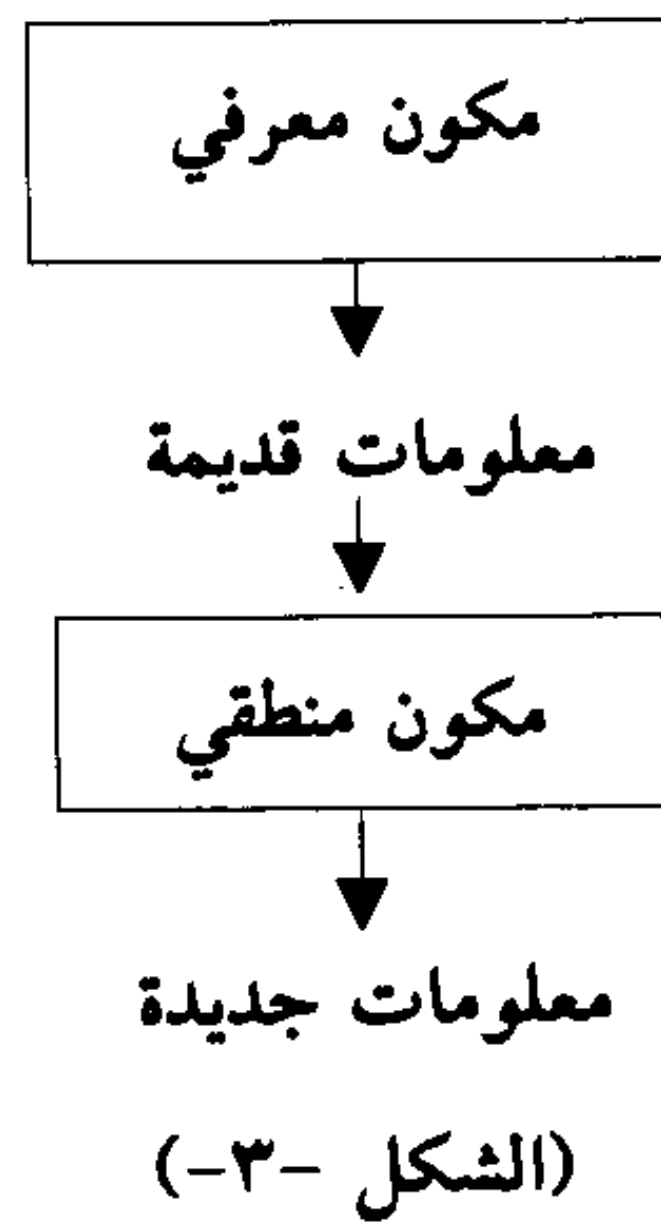 مكون معرفي
معلومات قديمة
مكون منطقي
معلومات جديدة
(الشكل -٣-)